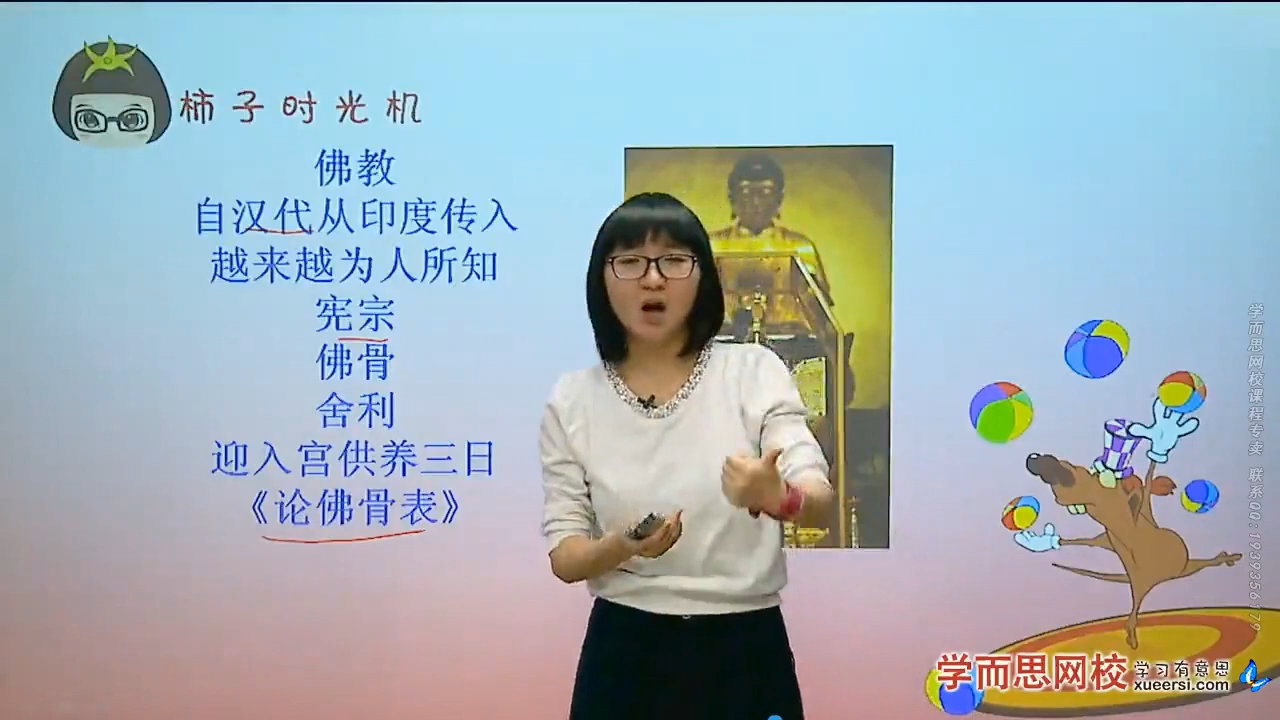 柿子时光机
佛教
自汉代从印度传入
越来越为人所知
宪宗
佛骨
舍利
迎入宫供养三日
《论佛骨表》
学而思网校课程专卖 联系QQ:1939356179
学而思网校
学习有意思
xueersi.com